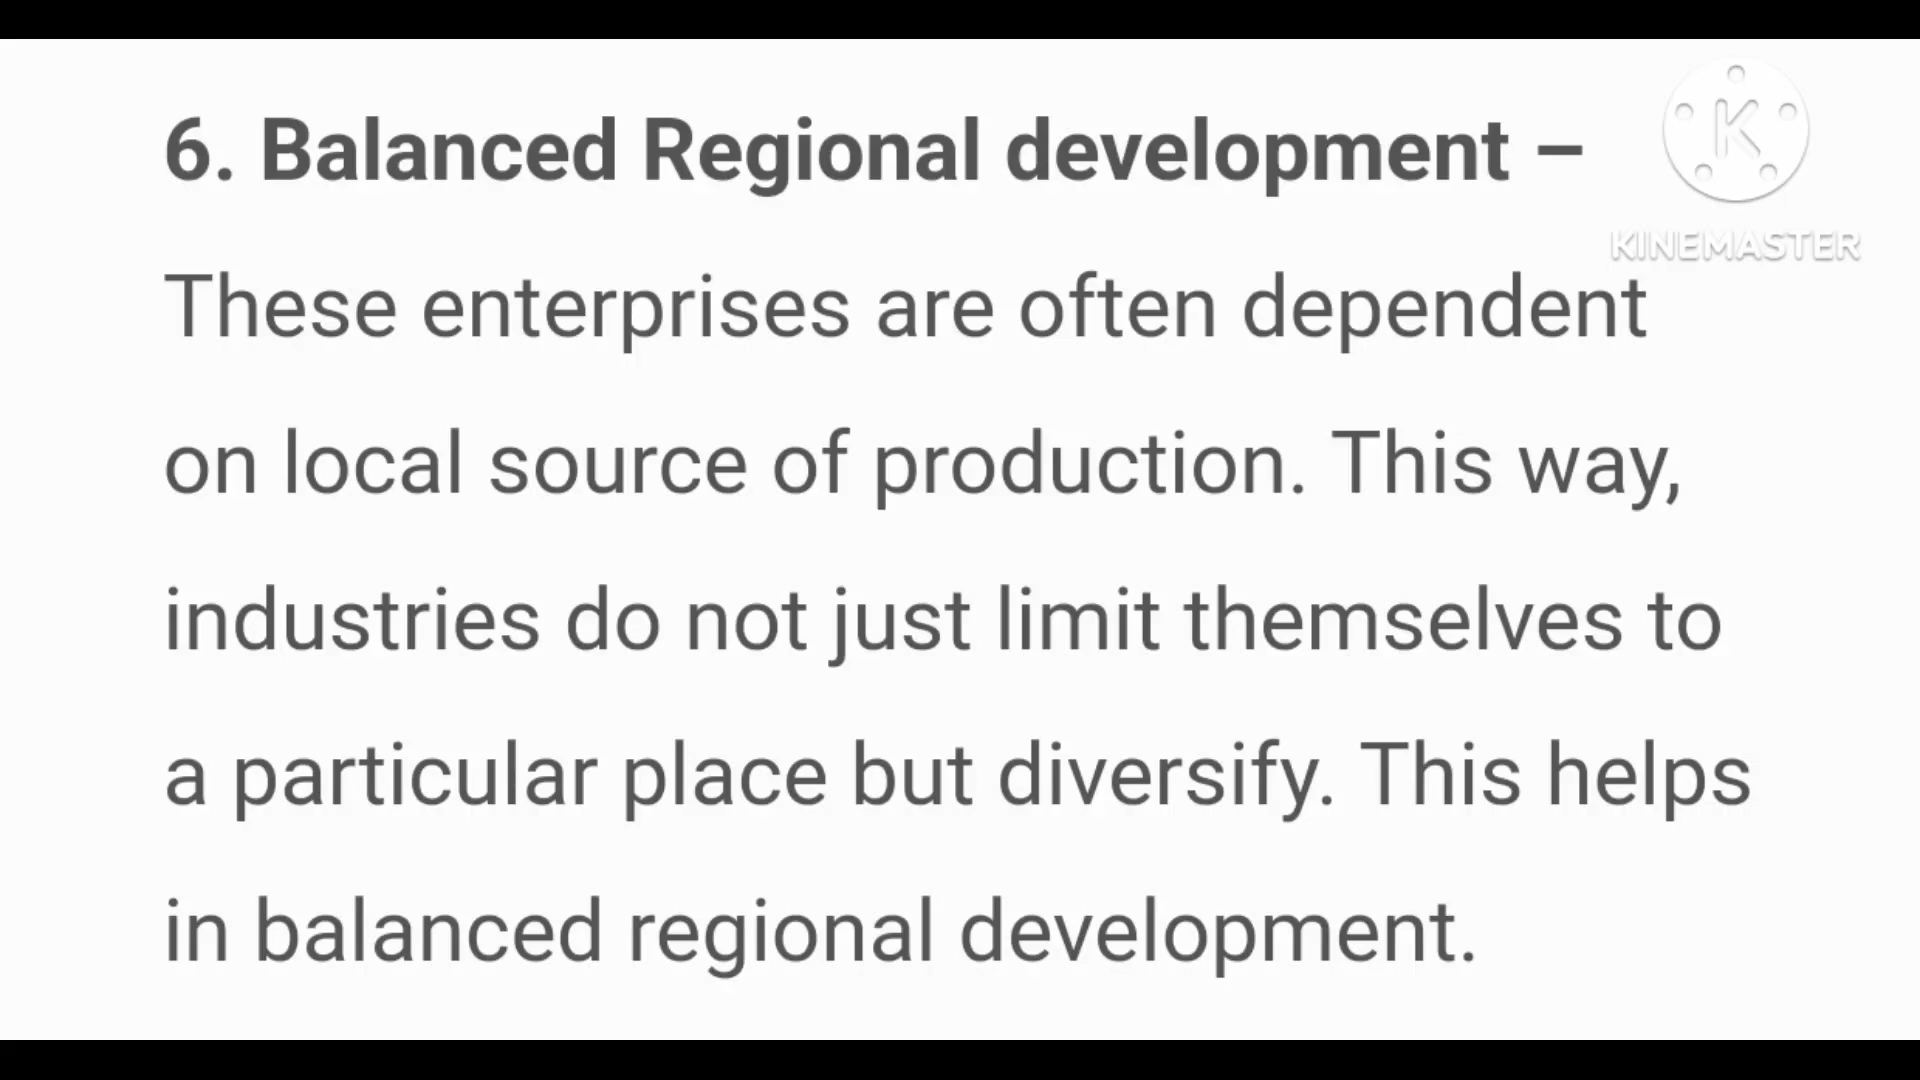 6. Balanced Regional development –
K
KINEMASTER
These enterprises are often dependent
on local source of production. This way,
industries do not just limit themselves to
a particular place but diversify. This helps
in balanced regional development.